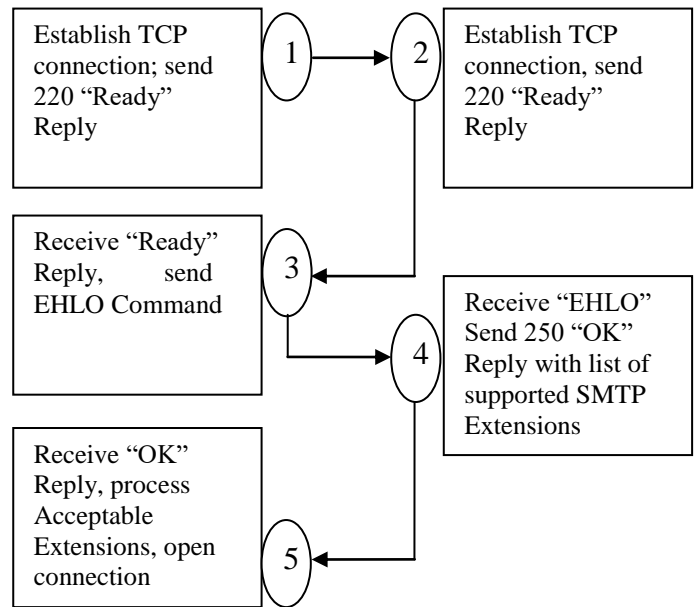 Establish TCP
connection; send
220 “Ready”
Reply
1
2
Establish TCP
connection, send
220 “Ready”
Reply
Receive “Ready”
Reply, send
EHLO Command
3
4
Receive “EHLO”
Send 250 “OK”
Reply with list of
supported SMTP
Extensions
Receive “OK”
Reply, process
Acceptable
Extensions, open
connection
5